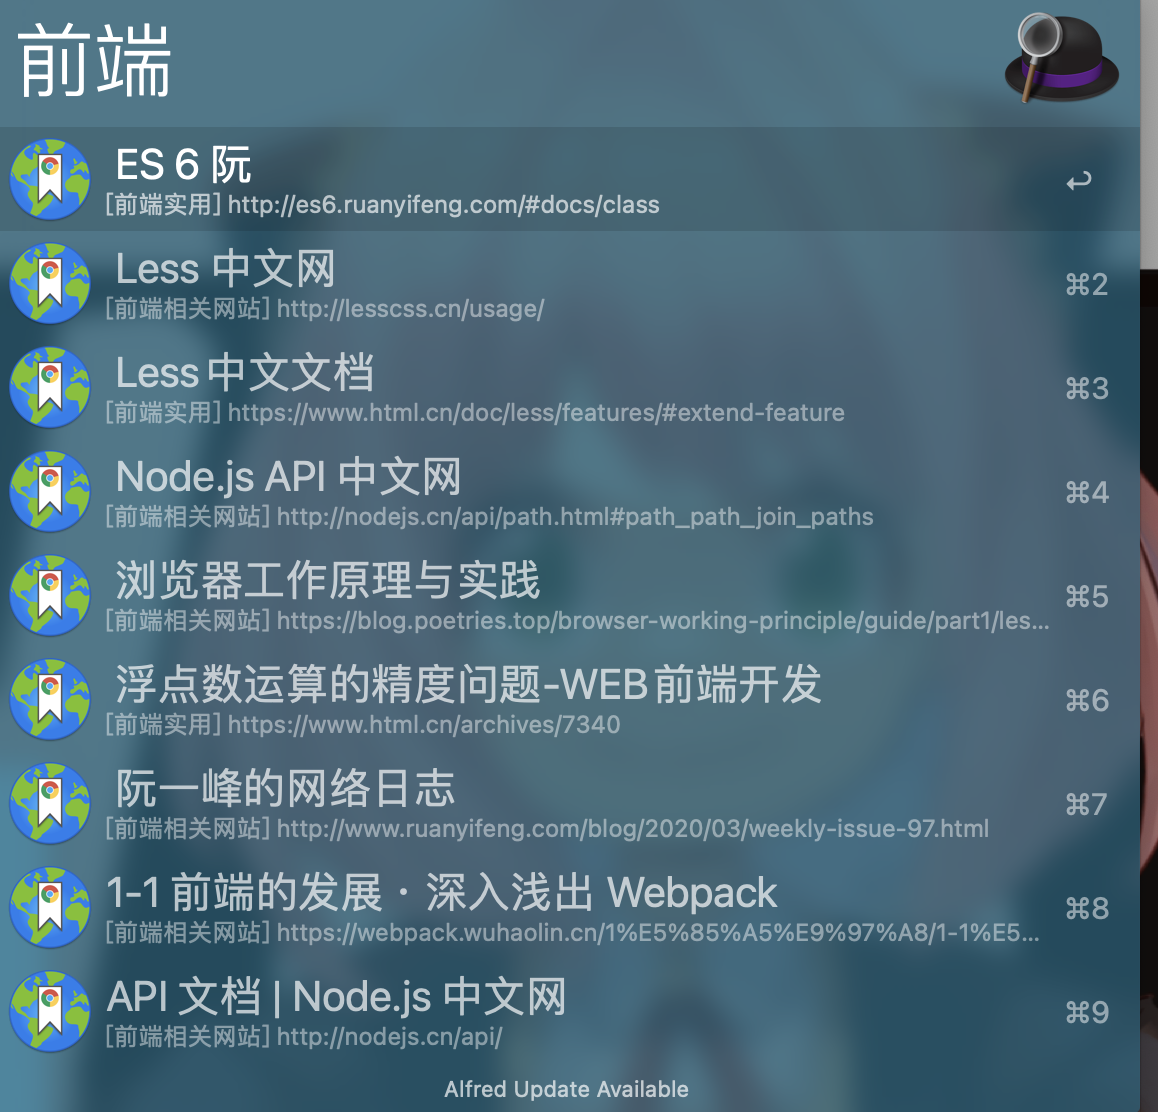 前端
ES 6 阮
[前端实用] http://es6.ruanyifeng.com/#docs/class
Less 中文网
[前端相关网站] http://lesscss.cn/usage/
⌘2
Less 中文文档
[前端实用] https://www.html.cn/doc/less/features/#extend-feature
⌘3
Node.js API 中文网
[前端相关网站] http://nodejs.cn/api/path.html#path_path_join_paths
⌘4
浏览器工作原理与实践
[前端相关网站] https://blog.poetries.top/browser-working-principle/guide/part1/les...
⌘5
浮点数运算的精度问题-WEB前端开发
[前端实用] https://www.html.cn/archives/7340
⌘6
阮一峰的网络日志
[前端相关网站] http://www.ruanyifeng.com/blog/2020/03/weekly-issue-97.html
⌘7
1-1 前端的发展 · 深入浅出 Webpack
[前端相关网站] https://webpack.wuhaolin.cn/1%E5%85%A5%E9%97%A8/1-1%E5...
⌘8
API 文档 | Node.js 中文网
[前端相关网站] http://nodejs.cn/api/
⌘9
Alfred Update Available